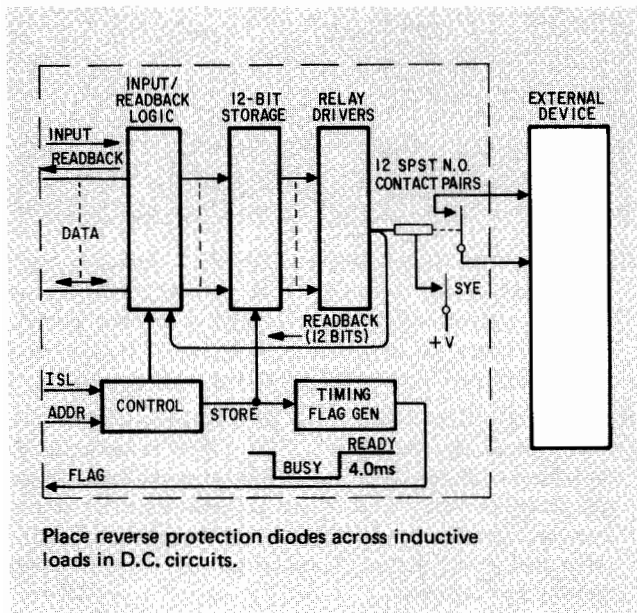 INPUT/
READBACK
LOGIC
12-BIT
STORAGE
RELAY
DRIVERS
EXTERNAL
DEVICE
INPUT
READBACK
12 SPST N.O.
CONTACT PAIRS
DATA
SYE
+V
READBACK
(12 BITS)
ISL
CONTROL
STORE
TIMING
FLAG GEN
ADDR
READY
BUSY
4.0ms
FLAG
Place reverse protection diodes across inductive
loads in D.C. circuits.